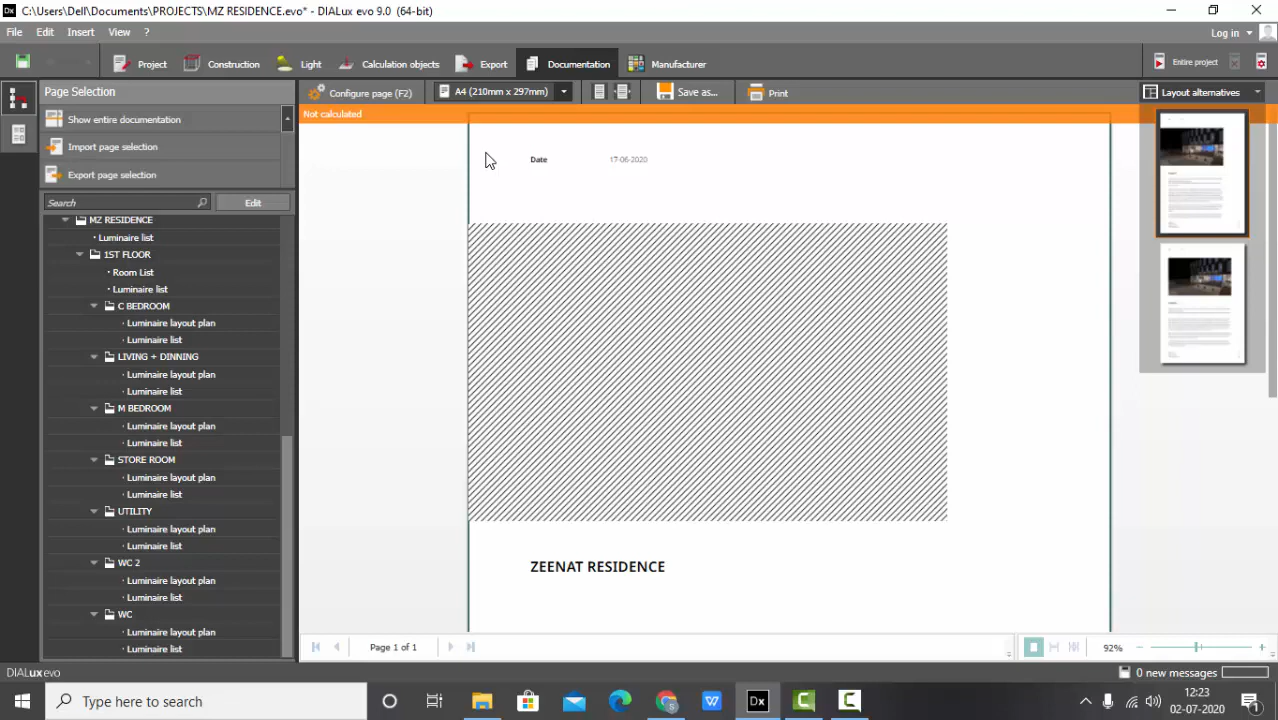 C:\Users\Dell\Documents\PROJECTS\MZ RESIDENCE.evo* - DIALux evo 9.0 (64-bit)
File Edit Insert View ?
Log in
Project Construction Light Calculation objects Export Documentation Manufacturer
Entire project
Page Selection
Configure page (F2)
A4 (210mm x 297mm)
Save as...
Print
Layout alternatives
Not calculated
Show entire documentation
Import page selection
Export page selection
Search
Edit
MZ RESIDENCE
Luminaire list
1ST FLOOR
Room List
Luminaire list
C BEDROOM
Luminaire layout plan
Luminaire list
LIVING + DINNING
Luminaire layout plan
Luminaire list
M BEDROOM
Luminaire layout plan
Luminaire list
STORE ROOM
Luminaire layout plan
Luminaire list
UTILITY
Luminaire layout plan
Luminaire list
WC 2
Luminaire layout plan
Luminaire list
WC
Luminaire layout plan
Luminaire list
Date 17-06-2020
ZEENAT RESIDENCE
Page 1 of 1
92%
DIALux evo
0 new messages
Type here to search
Dx
12:23
02-07-2020